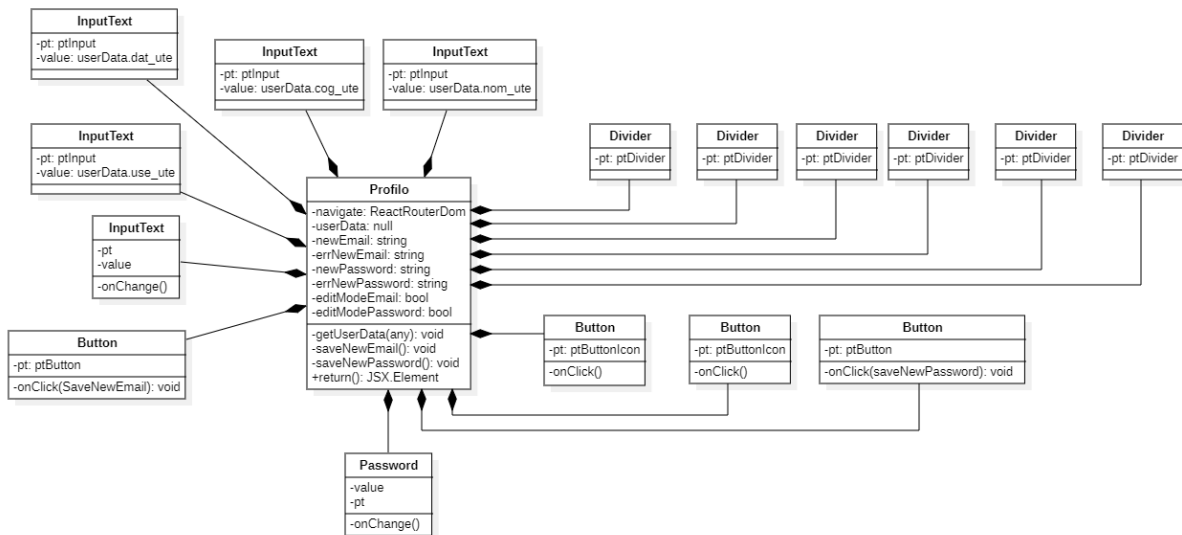 InputText
-pt: ptInput
-value: userData.dat_ute
InputText
-pt: ptInput
-value: userData.cog_ute
InputText
-pt: ptInput
-value: userData.nom_ute
InputText
-pt: ptInput
-value: userData.use_ute
InputText
-pt
-value
-onChange()
Button
-pt: ptButton
-onClick(SaveNewEmail): void
Profilo
-navigate: ReactRouterDom
-userData: null
-newEmail: string
-errNewEmail: string
-newPassword: string
-errNewPassword: string
-editModeEmail: bool
-editModePassword: bool
-getUserData(any): void
-saveNewEmail(): void
-saveNewPassword(): void
+return(): JSX.Element
Divider
-pt: ptDivider
Divider
-pt: ptDivider
Divider
-pt: ptDivider
Divider
-pt: ptDivider
Divider
-pt: ptDivider
Divider
-pt: ptDivider
Button
-pt: ptButtonIcon
-onClick()
Button
-pt: ptButtonIcon
-onClick()
Button
-pt: ptButton
-onClick(saveNewPassword): void
Password
-value
-pt
-onChange()